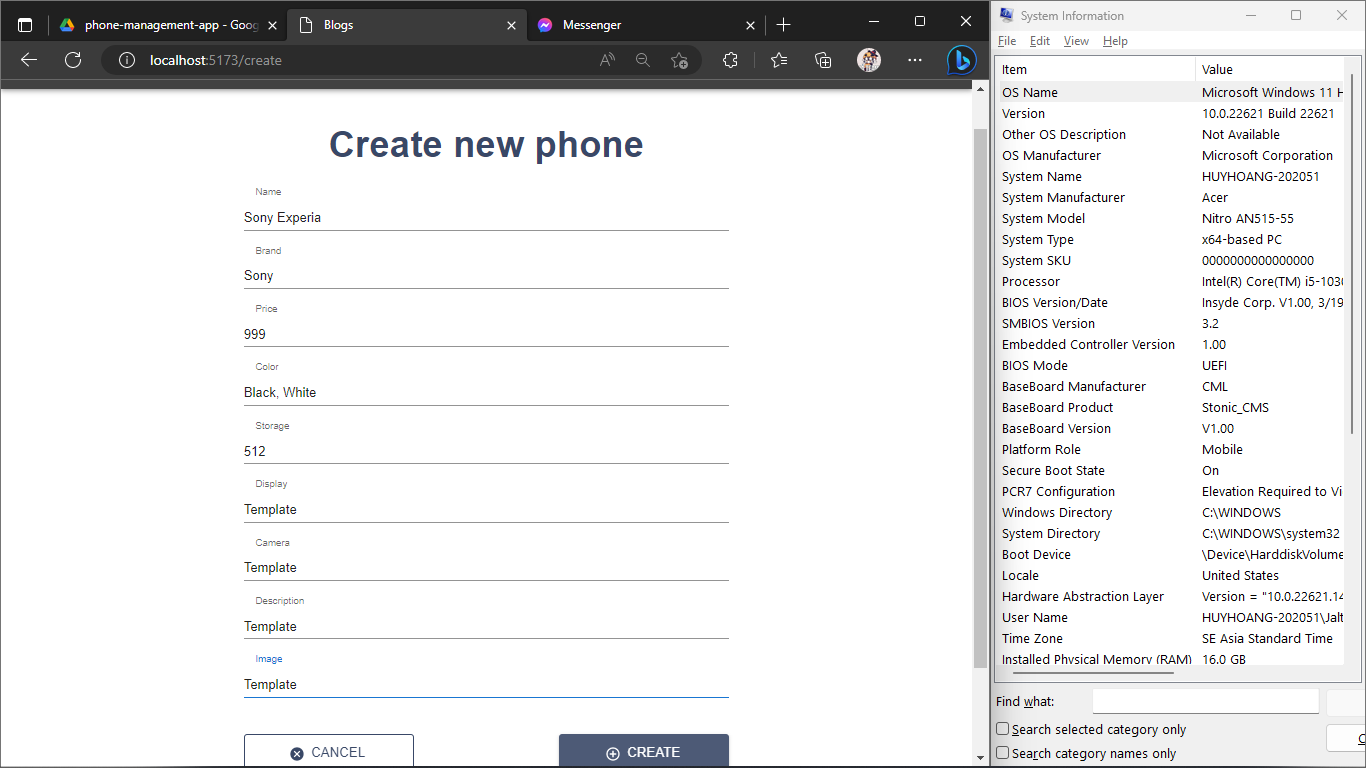 phone-management-app - Goog
Blogs
Messenger
localhost:5173/create
Create new phone
Name
Sony Experia
Brand
Sony
Price
999
Color
Black, White
Storage
512
Display
Template
Camera
Template
Description
Template
Image
Template
CANCEL
CREATE
System Information
File Edit View Help
Item Value
OS Name Microsoft Windows 11 H
Version 10.0.22621 Build 22621
Other OS Description Not Available
OS Manufacturer Microsoft Corporation
System Name HUYHOANG-202051
System Manufacturer Acer
System Model Nitro AN515-55
System Type x64-based PC
System SKU 0000000000000000
Processor Intel(R) Core(TM) i5-1030
BIOS Version/Date Insyde Corp. V1.00, 3/19
SMBIOS Version 3.2
Embedded Controller Version 1.00
BIOS Mode UEFI
BaseBoard Manufacturer CML
BaseBoard Product Stonic_CMS
BaseBoard Version V1.00
Platform Role Mobile
Secure Boot State On
PCR7 Configuration Elevation Required to Vi
Windows Directory C:\WINDOWS
System Directory C:\WINDOWS\system32
Boot Device \Device\HarddiskVolume
Locale United States
Hardware Abstraction Layer Version = "10.0.22621.14
User Name HUYHOANG-202051\Jalt
Time Zone SE Asia Standard Time
Installed Physical Memory (RAM) 16.0 GB
Find what:
Search selected category only
Search category names only